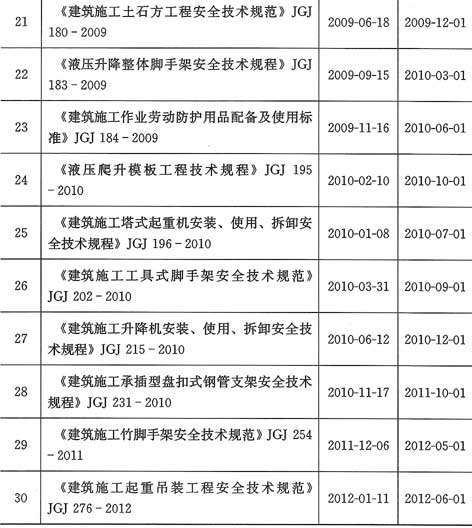 21 《建筑施工土石方工程安全技术规范》JGJ 2009-06-18 2009-12-01
180-2009
22 《液压升降整体脚手架安全技术规程》JGJ 2009-09-15 2010-03-01
183-2009
23 《建筑施工作业劳动防护用品配备及使用标 2009-11-16 2010-06-01
准》JGJ 184-2009
24 《液压爬升模板工程技术规程》JGJ 195 2010-02-10 2010-10-01
-2010
25 《建筑施工塔式起重机安装、使用、拆卸安 2010-01-08 2010-07-01
全技术规程》JGJ 196-2010
26 《建筑施工工具式脚手架安全技术规范》 2010-03-31 2010-09-01
JGJ 202-2010
27 《建筑施工升降机安装、使用、拆卸安全技 2010-06-12 2010-12-01
术规程》JGJ 215-2010
28 《建筑施工承插型盘扣式钢管支架安全技术 2010-11-17 2011-10-01
规程》JGJ 231-2010
29 《建筑施工竹脚手架安全技术规范》JGJ 254 2011-12-06 2012-05-01
-2011
30 《建筑施工起重吊装工程安全技术规范》 2012-01-11 2012-06-01
JGJ 276-2012